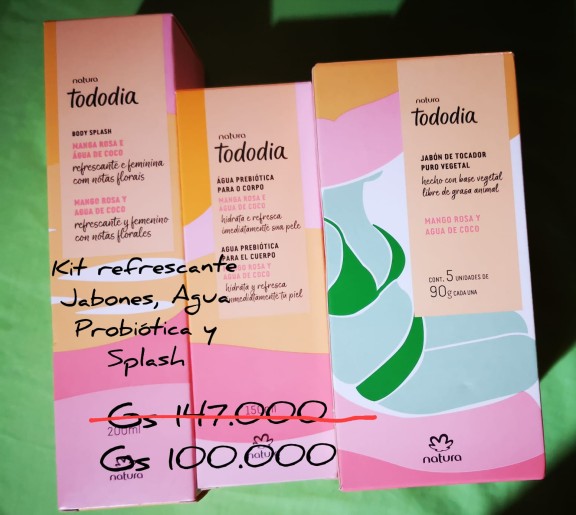 natura
tododia
BODY SPLASH
MANGA ROSA E
ÁGUA DE COCO
refrescante e feminina
com notas florais
MANGO ROSA Y
AGUA DE COCO
refrescante y femenino
con notas florales
200ml
natura
natura
tododia
ÁGUA PREBIÓTICA
PARA O CORPO
MANGA ROSA E
ÁGUA DE COCO
hidrata e refresca
imediatamente sua pele
AGUA PREBIÓTICA
PARA EL CUERPO
MANGO ROSA Y
AGUA DE COCO
hidrata y refresca
inmediatamente tu piel
150ml
natura
natura
tododia
JABÓN DE TOCADOR
PURO VEGETAL
hecho con base vegetal
libre de grasa animal
MANGO ROSA Y
AGUA DE COCO
CONT. 5 UNIDADES DE
90g CADA UNA
natura
Kit refrescante
Jabones, Agua
Probiótica y
Splash
Gs 147.000
Gs 100.000